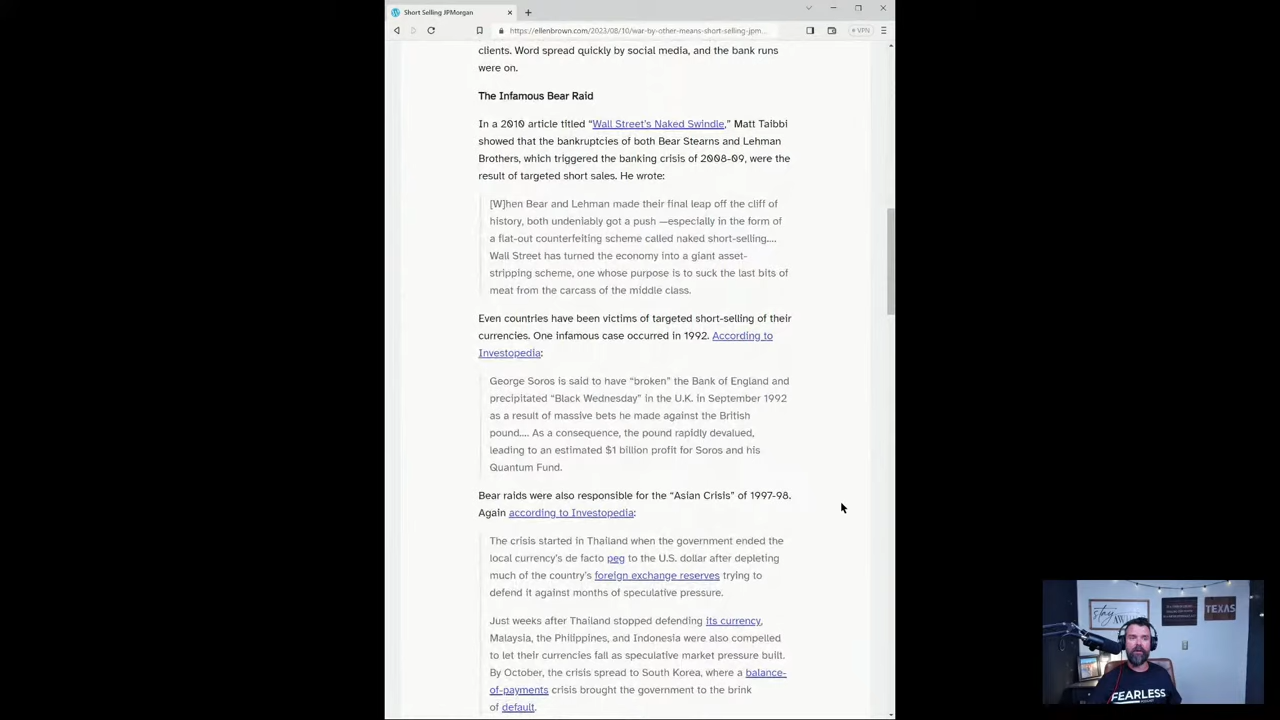 Short Selling JPMorgan
https://ellenbrown.com/2023/08/10/war-by-other-means-short-selling-jpm...
VPN
clients. Word spread quickly by social media, and the bank runs
were on.
The Infamous Bear Raid
In a 2010 article titled “Wall Street’s Naked Swindle,” Matt Taibbi
showed that the bankruptcies of both Bear Stearns and Lehman
Brothers, which triggered the banking crisis of 2008-09, were the
result of targeted short sales. He wrote:
[W]hen Bear and Lehman made their final leap off the cliff of
history, both undeniably got a push —especially in the form of
a flat-out counterfeiting scheme called naked short-selling....
Wall Street has turned the economy into a giant asset-
stripping scheme, one whose purpose is to suck the last bits of
meat from the carcass of the middle class.
Even countries have been victims of targeted short-selling of their
currencies. One infamous case occurred in 1992. According to
Investopedia:
George Soros is said to have “broken” the Bank of England and
precipitated “Black Wednesday” in the U.K. in September 1992
as a result of massive bets he made against the British
pound.... As a consequence, the pound rapidly devalued,
leading to an estimated $1 billion profit for Soros and his
Quantum Fund.
Bear raids were also responsible for the “Asian Crisis” of 1997-98.
Again according to Investopedia:
The crisis started in Thailand when the government ended the
local currency’s de facto peg to the U.S. dollar after depleting
much of the country’s foreign exchange reserves trying to
defend it against months of speculative pressure.
Just weeks after Thailand stopped defending its currency,
Malaysia, the Philippines, and Indonesia were also compelled
to let their currencies fall as speculative market pressure built.
By October, the crisis spread to South Korea, where a balance-
of-payments crisis brought the government to the brink
of default.
stay
TEXAS
FEARLESS